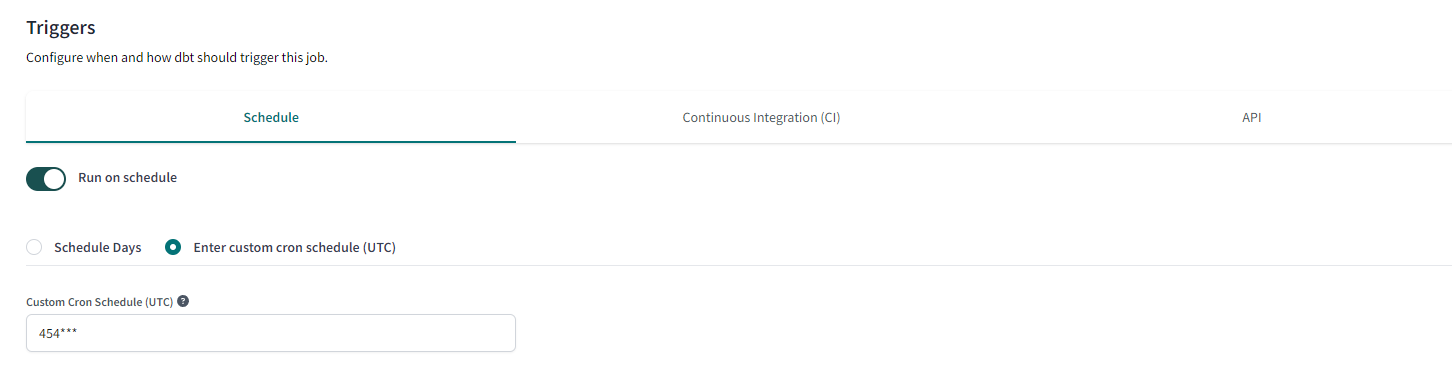 Triggers
Configure when and how dbt should trigger this job.
Schedule Continuous Integration (CI) API
Run on schedule
Schedule Days Enter custom cron schedule (UTC)
Custom Cron Schedule (UTC) ?
454***